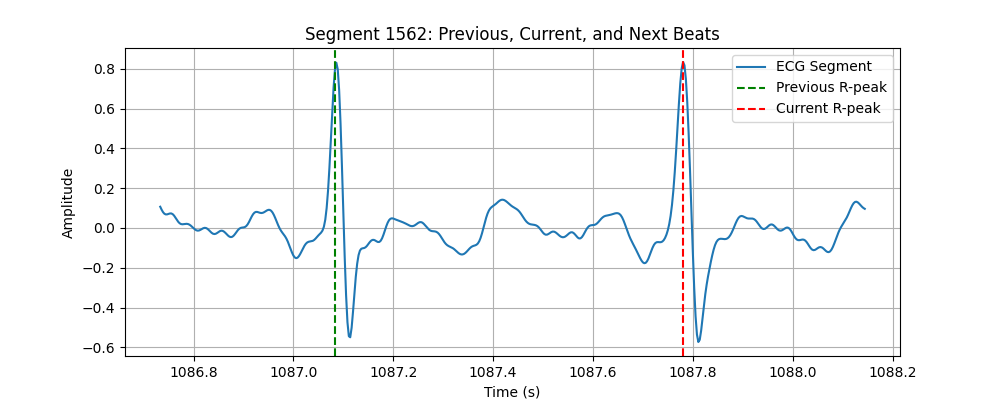 Segment 1562: Previous, Current, and Next Beats
ECG Segment
Previous R-peak
Current R-peak
Amplitude
0.8
0.6
0.4
0.2
0.0
−0.2
−0.4
−0.6
1086.8 1087.0 1087.2 1087.4 1087.6 1087.8 1088.0 1088.2
Time (s)